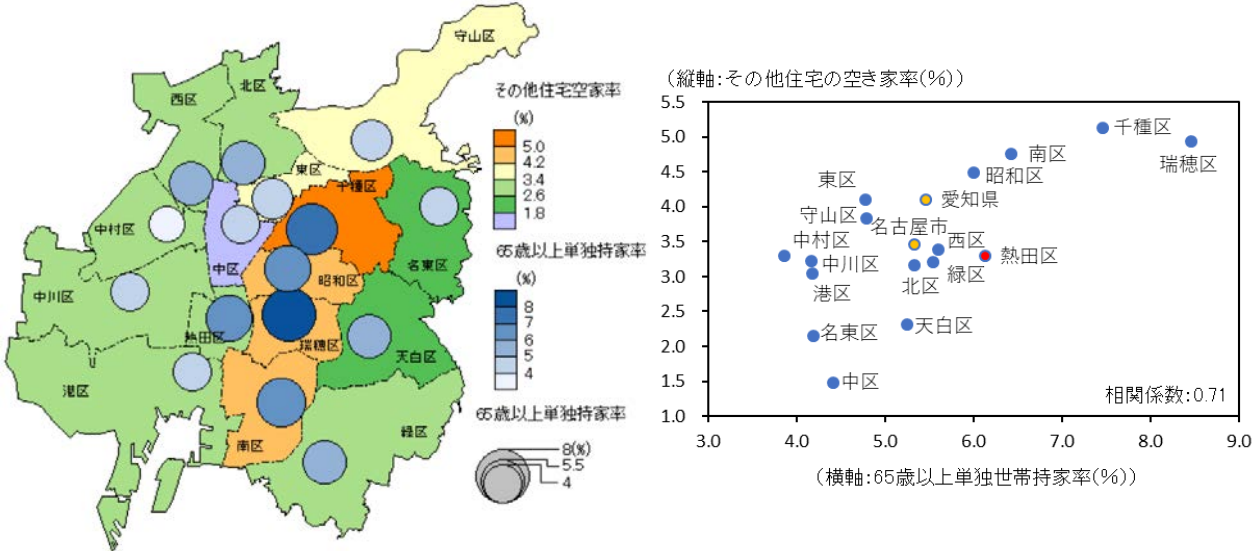 守山区
北区
西区
東区
千種区
中村区
中区
名東区
昭和区
中川区
熱田区
瑞穂区
天白区
港区
南区
緑区
その他住宅空家率
(%)
5.0
4.2
3.4
2.6
1.8
65歳以上単独持家率
(%)
8
7
6
5
4
65歳以上単独持家率
8(%)
5.5
4
(縦軸:その他住宅の空き家率(%))
5.5
5.0
4.5
4.0
3.5
3.0
2.5
2.0
1.5
1.0
千種区
瑞穂区
南区
昭和区
東区
愛知県
守山区
名古屋市
中村区
西区
熱田区
中川区
緑区
北区
港区
名東区
天白区
中区
相関係数:0.71
3.0 4.0 5.0 6.0 7.0 8.0 9.0
(横軸:65歳以上単独世帯持家率(%))